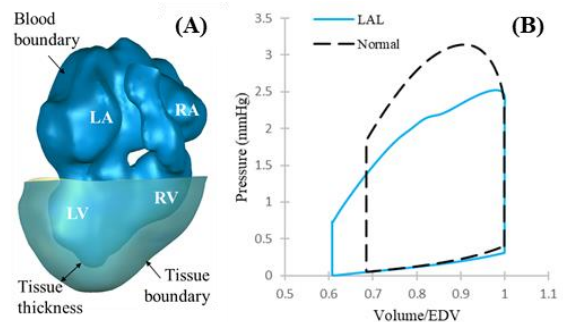 Blood
boundary
(A)
LA
RA
LV
RV
Tissue
thickness
Tissue
boundary
(B)
LAL
Normal
Pressure (mmHg)
3.5
3
2.5
2
1.5
1
0.5
0
0.5
0.6
0.7
0.8
0.9
1
1.1
Volume/EDV